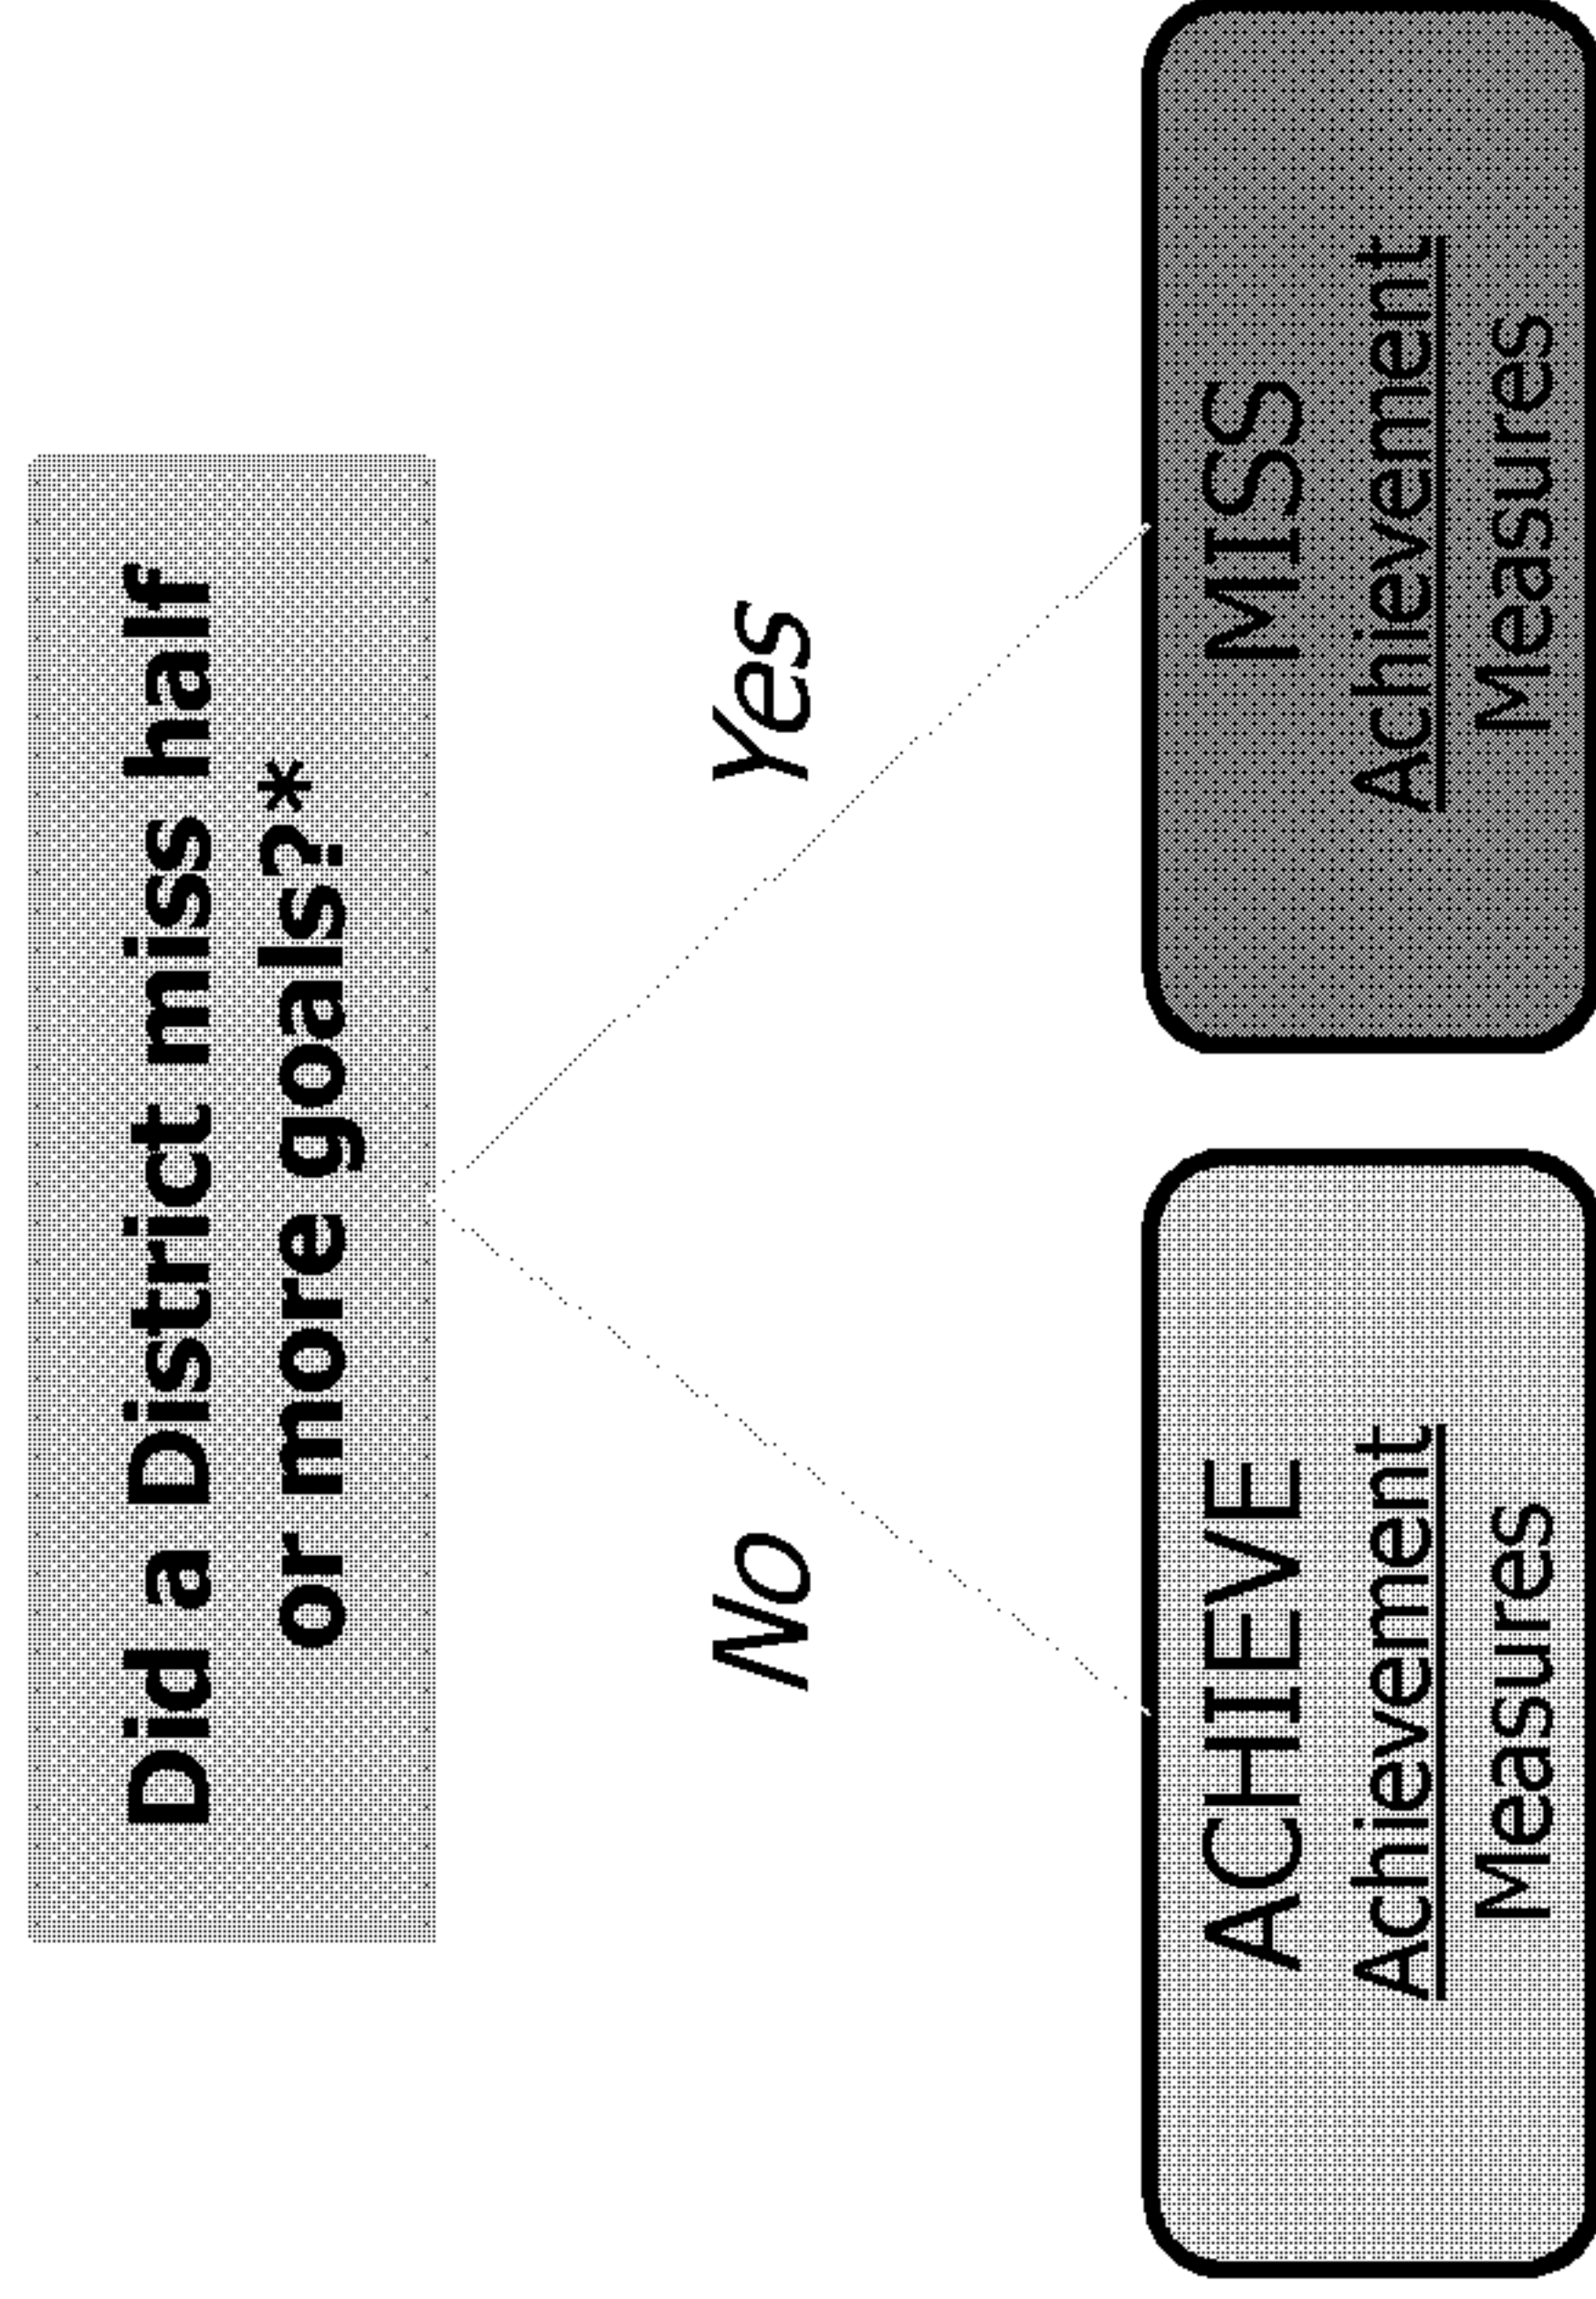 Did a District miss half
or more goals?*
No
Yes
ACHIEVE
Achievement
Measures
MISS
Achievement
Measures